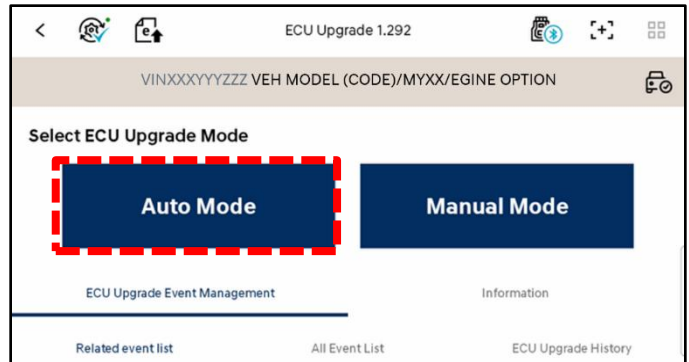 ECU Upgrade 1.292
VINXXXYYYZZZ VEH MODEL (CODE)/MYXX/EGINE OPTION
Select ECU Upgrade Mode
Auto Mode
Manual Mode
ECU Upgrade Event Management
Information
Related event list
All Event List
ECU Upgrade History